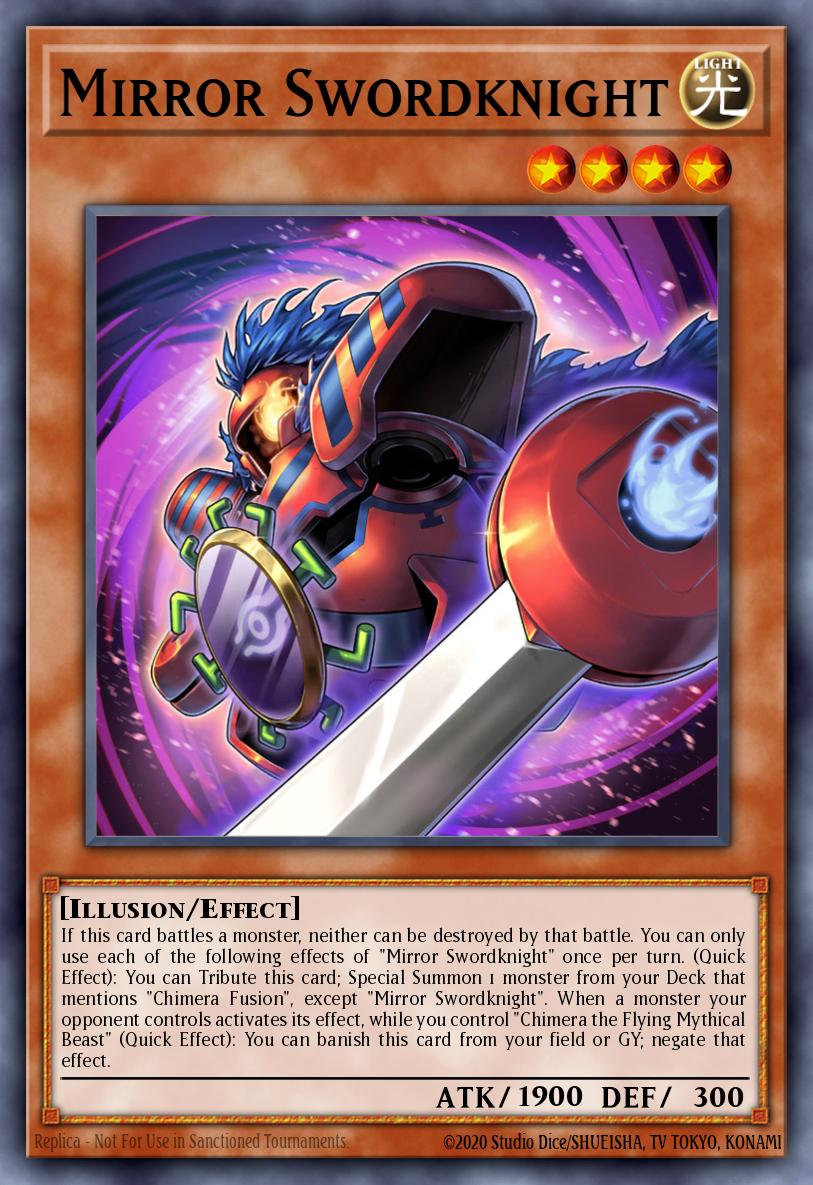 Mirror Swordknight
LIGHT
光
[Illusion/Effect]
If this card battles a monster, neither can be destroyed by that battle. You can only
use each of the following effects of "Mirror Swordknight" once per turn. (Quick
Effect): You can Tribute this card; Special Summon 1 monster from your Deck that
mentions "Chimera Fusion", except "Mirror Swordknight". When a monster your
opponent controls activates its effect, while you control "Chimera the Flying Mythical
Beast" (Quick Effect): You can banish this card from your field or GY; negate that
effect.
ATK/ 1900 DEF/ 300
Replica - Not For Use in Sanctioned Tournaments.
©2020 Studio Dice/SHUEISHA, TV TOKYO, KONAMI